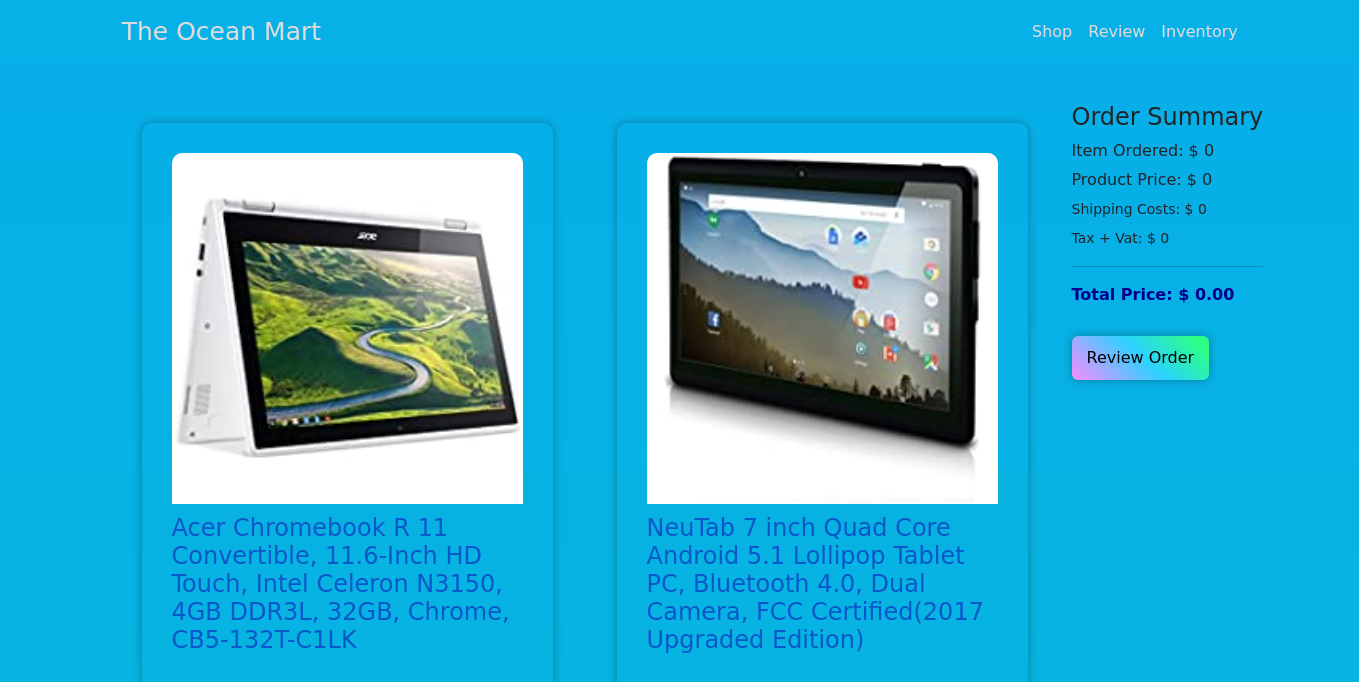 The Ocean Mart
Shop Review Inventory
acer
Acer Chromebook R 11
Convertible, 11.6-Inch HD
Touch, Intel Celeron N3150,
4GB DDR3L, 32GB, Chrome,
CB5-132T-C1LK
NeuTab 7 inch Quad Core
Android 5.1 Lollipop Tablet
PC, Bluetooth 4.0, Dual
Camera, FCC Certified(2017
Upgraded Edition)
Order Summary
Item Ordered: $ 0
Product Price: $ 0
Shipping Costs: $ 0
Tax + Vat: $ 0
Total Price: $ 0.00
Review Order